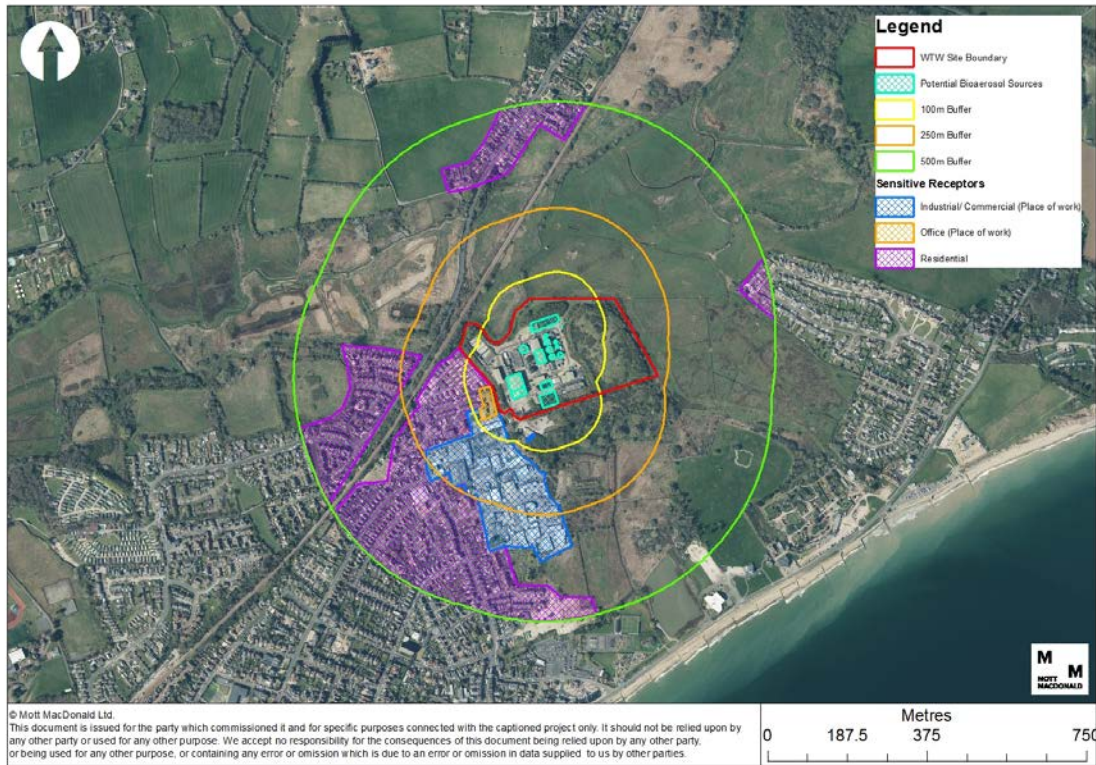 Legend
WTW Site Boundary
Potential Bioaerosol Sources
100m Buffer
250m Buffer
500m Buffer
Sensitive Receptors
Industrial/ Commercial (Place of work)
Office (Place of work)
Residential
M
M
MOTT
MACDONALD
© Mott MacDonald Ltd.
This document is issued for the party which commissioned it and for specific purposes connected with the captioned project only. It should not be relied upon by
any other party or used for any other purpose. We accept no responsibility for the consequences of this document being relied upon by any other party,
or being used for any other purpose, or containing any error or omission which is due to an error or omission in data supplied to us by other parties.
Metres
0 187.5 375 750